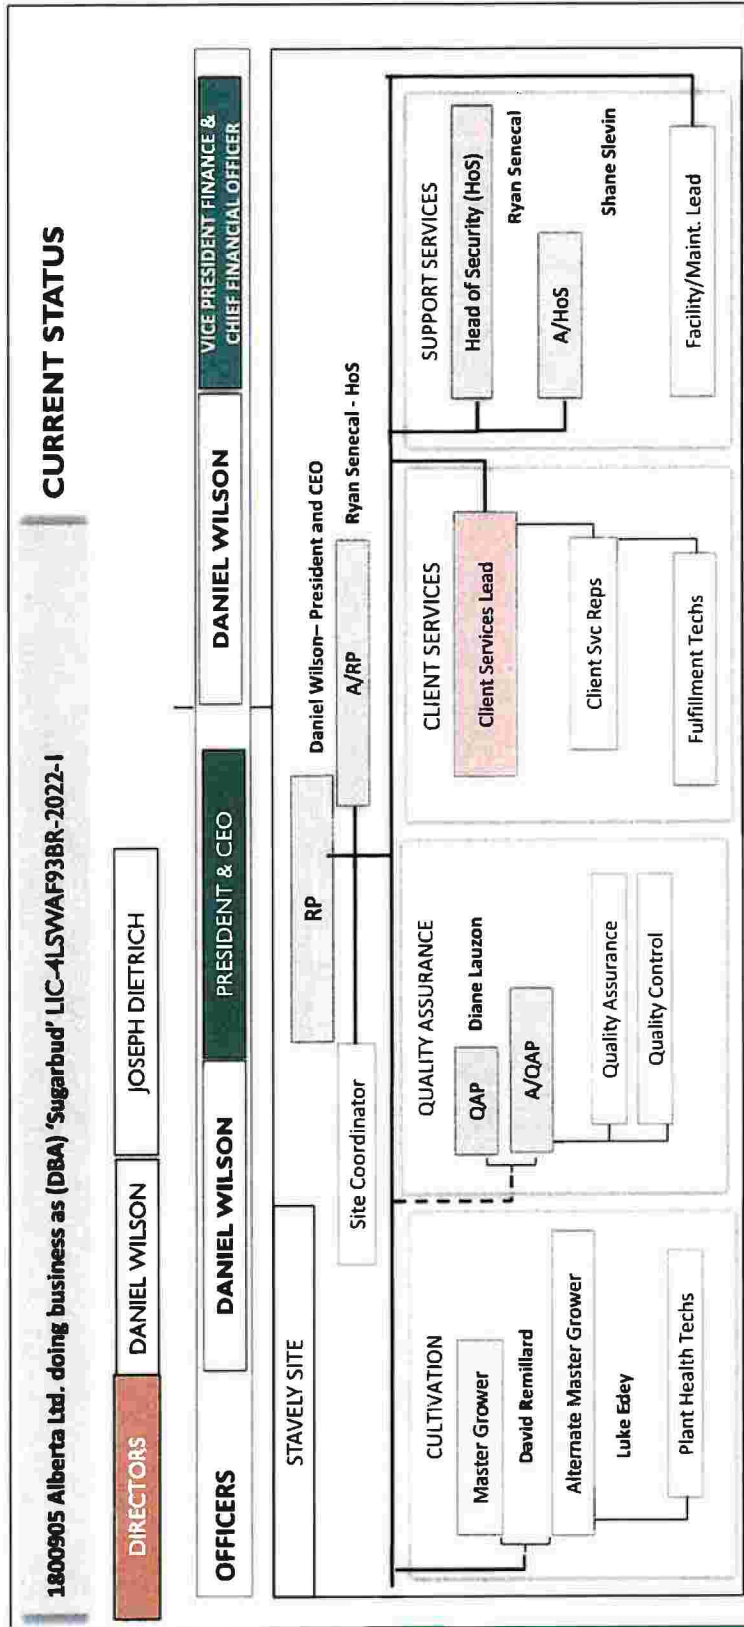 1800905 Alberta Ltd. doing business as (DBA) ‘Sugarbud’ LIC-4LSWAF93BR-2022-1
CURRENT STATUS
DIRECTORS
DANIEL WILSON
JOSEPH DIETRICH
OFFICERS
DANIEL WILSON
PRESIDENT & CEO
DANIEL WILSON
VICE PRESIDENT FINANCE &
CHIEF FINANCIAL OFFICER
STAVELY SITE
RP
Daniel Wilson– President and CEO
Site Coordinator
A/RP
Ryan Senecal - HoS
CULTIVATION
Master Grower
David Remillard
Alternate Master Grower
Luke Edey
Plant Health Techs
QUALITY ASSURANCE
QAP
Diane Lauzon
A/QAP
Quality Assurance
Quality Control
CLIENT SERVICES
Client Services Lead
Client Svc Reps
Fulfillment Techs
SUPPORT SERVICES
Head of Security (HoS)
Ryan Senecal
A/HoS
Shane Slevin
Facility/Maint. Lead